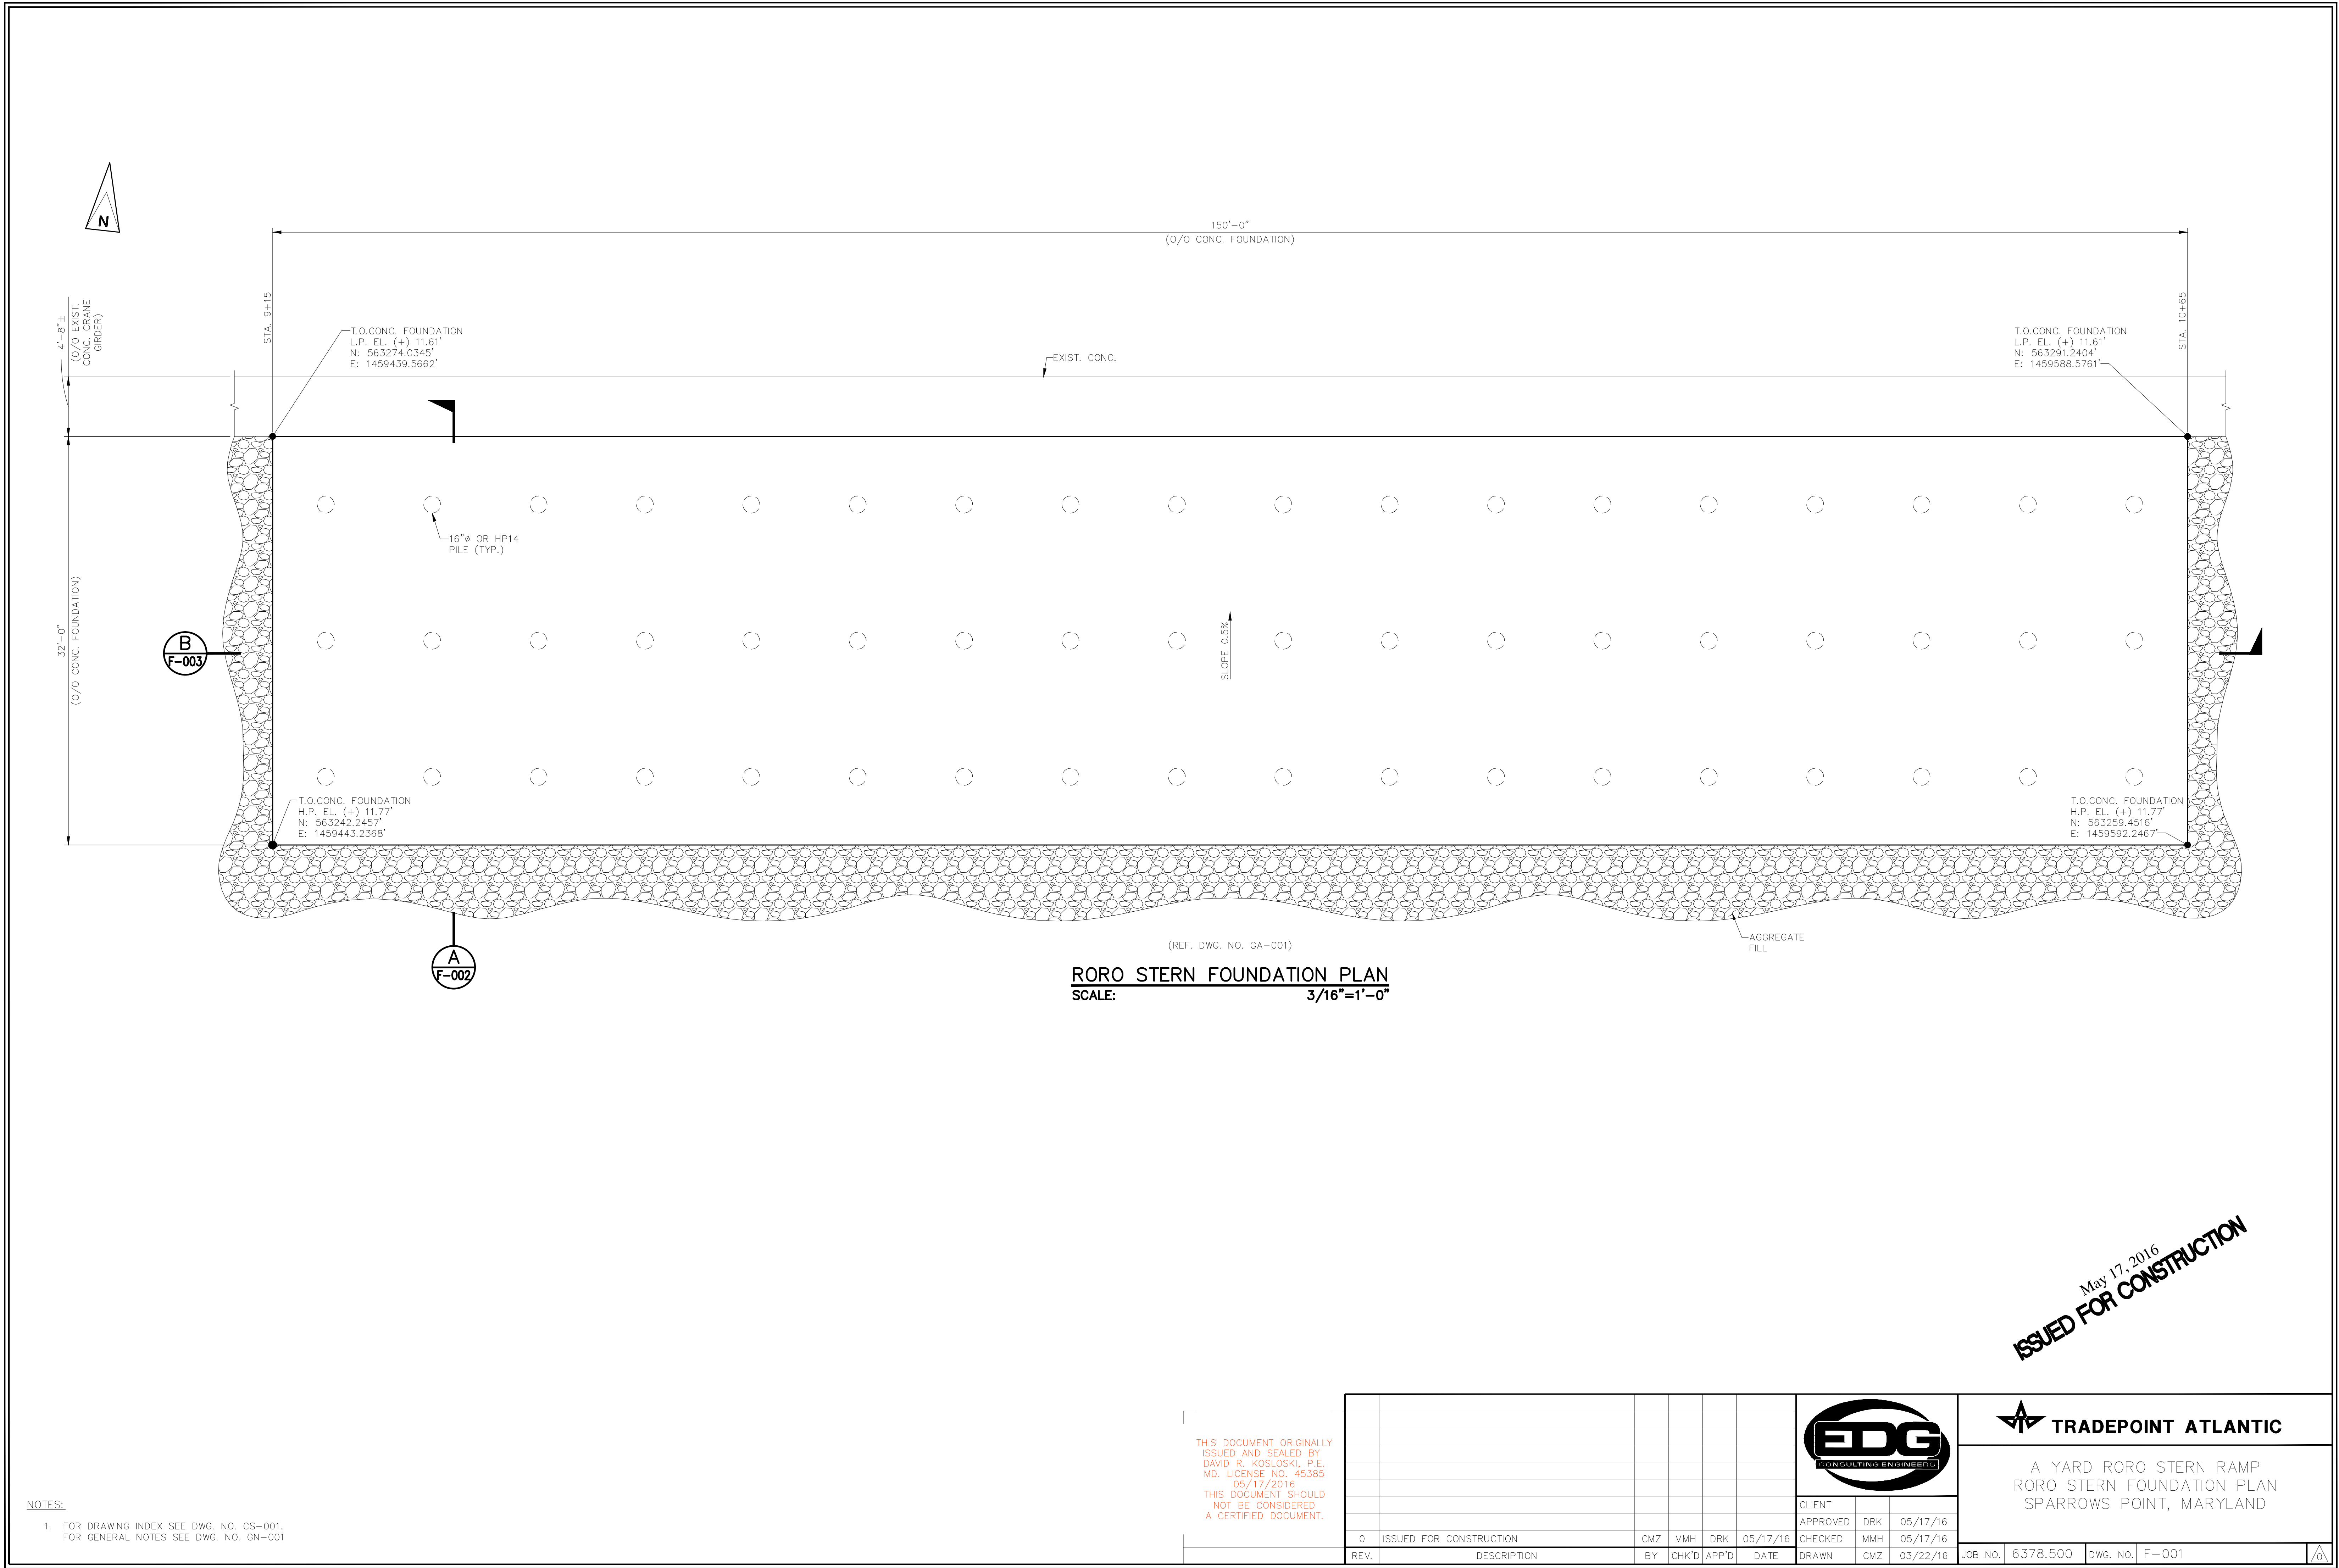 N
150'-0"
(O/O CONC. FOUNDATION)
4'-8"±
(O/O EXIST.
CONC. CRANE
GIRDER)
STA. 9+15
STA. 10+65
T.O.CONC. FOUNDATION
L.P. EL. (+) 11.61'
N: 563274.0345'
E: 1459439.5662'
EXIST. CONC.
T.O.CONC. FOUNDATION
L.P. EL. (+) 11.61'
N: 563291.2404'
E: 1459588.5761'
16"ø OR HP14
PILE (TYP.)
32'-0"
(O/O CONC. FOUNDATION)
B
F-003
SLOPE 0.5%
T.O.CONC. FOUNDATION
H.P. EL. (+) 11.77'
N: 563242.2457'
E: 1459443.2368'
T.O.CONC. FOUNDATION
H.P. EL. (+) 11.77'
N: 563259.4516'
E: 1459592.2467'
A
F-002
AGGREGATE
FILL
(REF. DWG. NO. GA-001)
RORO STERN FOUNDATION PLAN
SCALE: 3/16"=1'-0"
May 17, 2016
ISSUED FOR CONSTRUCTION
NOTES:
1. FOR DRAWING INDEX SEE DWG. NO. CS-001.
FOR GENERAL NOTES SEE DWG. NO. GN-001
THIS DOCUMENT ORIGINALLY
ISSUED AND SEALED BY
DAVID R. KOSLOSKI, P.E.
MD. LICENSE NO. 45385
05/17/2016
THIS DOCUMENT SHOULD
NOT BE CONSIDERED
A CERTIFIED DOCUMENT.
0 ISSUED FOR CONSTRUCTION CMZ MMH DRK 05/17/16
REV. DESCRIPTION BY CHK'D APP'D DATE
EDG
CONSULTING ENGINEERS
CLIENT
APPROVED DRK 05/17/16
CHECKED MMH 05/17/16
DRAWN CMZ 03/22/16
TRADEPOINT ATLANTIC
A YARD RORO STERN RAMP
RORO STERN FOUNDATION PLAN
SPARROWS POINT, MARYLAND
JOB NO. 6378.500 DWG. NO. F-001 0